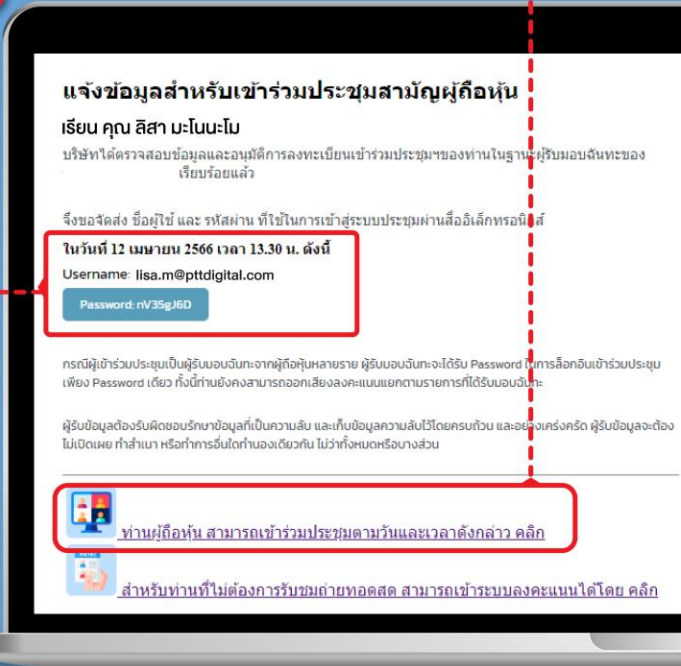 แจ้งข้อมูลสำหรับเข้าร่วมประชุมสามัญผู้ถือหุ้น
เรียน คุณ ลิสา มะโนนะโม
บริษัทได้ตรวจสอบข้อมูลและอนุมัติการลงทะเบียนเข้าร่วมประชุมฯของท่านในฐานะผู้รับมอบฉันทะของ
เรียบร้อยแล้ว
จึงขอจัดส่ง ชื่อผู้ใช้ และ รหัสผ่าน ที่ใช้ในการเข้าสู่ระบบประชุมผ่านสื่ออิเล็กทรอนิกส์
ในวันที่ 12 เมษายน 2566 เวลา 13.30 น. ดังนี้
Username: lisa.m@pttdigital.com
Password: nV35gJ6D
กรณีผู้เข้าร่วมประชุมเป็นผู้รับมอบฉันทะจากผู้ถือหุ้นหลายราย ผู้รับมอบฉันทะจะได้รับ Password ในการล็อกอินเข้าร่วมประชุม
เพียง Password เดียว ทั้งนี้ท่านยังคงสามารถออกเสียงลงคะแนนแยกตามรายการที่ได้รับมอบฉันทะ
ผู้รับข้อมูลต้องรับผิดชอบรักษาข้อมูลที่เป็นความลับ และเก็บข้อมูลความลับไว้โดยครบถ้วน และอย่างเคร่งครัด ผู้รับข้อมูลจะต้อง
ไม่เปิดเผย ทำสำเนา หรือทำการอื่นใดทำนองเดียวกัน ไม่ว่าทั้งหมดหรือบางส่วน
ท่านผู้ถือหุ้น สามารถเข้าร่วมประชุมตามวันและเวลาดังกล่าว คลิก
สำหรับท่านที่ไม่ต้องการรับชมถ่ายทอดสด สามารถเข้าระบบลงคะแนนได้โดย คลิก